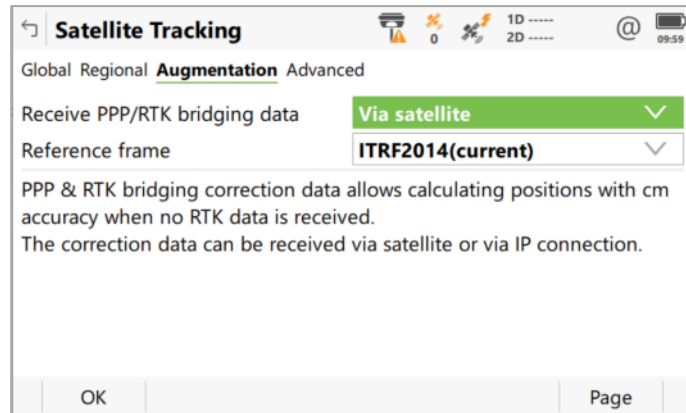 Satellite Tracking 0 1D ----- 2D ----- @ 09:59
Global Regional Augmentation Advanced
Receive PPP/RTK bridging data Via satellite
Reference frame ITRF2014(current)
PPP & RTK bridging correction data allows calculating positions with cm
accuracy when no RTK data is received.
The correction data can be received via satellite or via IP connection.
OK Page